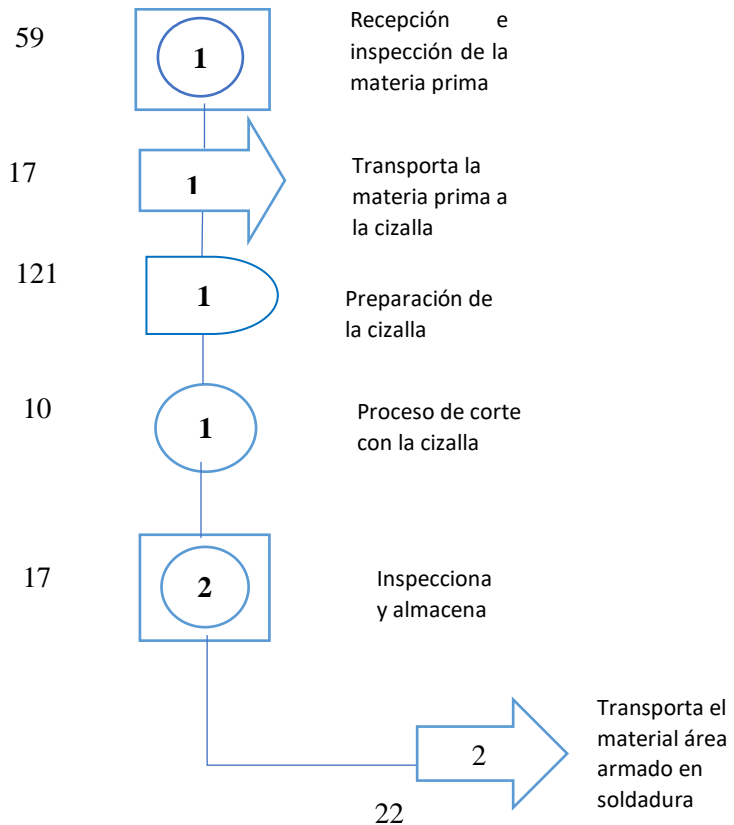 59
1
Recepción e
inspección de la
materia prima
17
1
Transporta la
materia prima a
la cizalla
121
1
Preparación de
la cizalla
10
1
Proceso de corte
con la cizalla
17
2
Inspecciona
y almacena
2
Transporta el
material área
armado en
soldadura
22